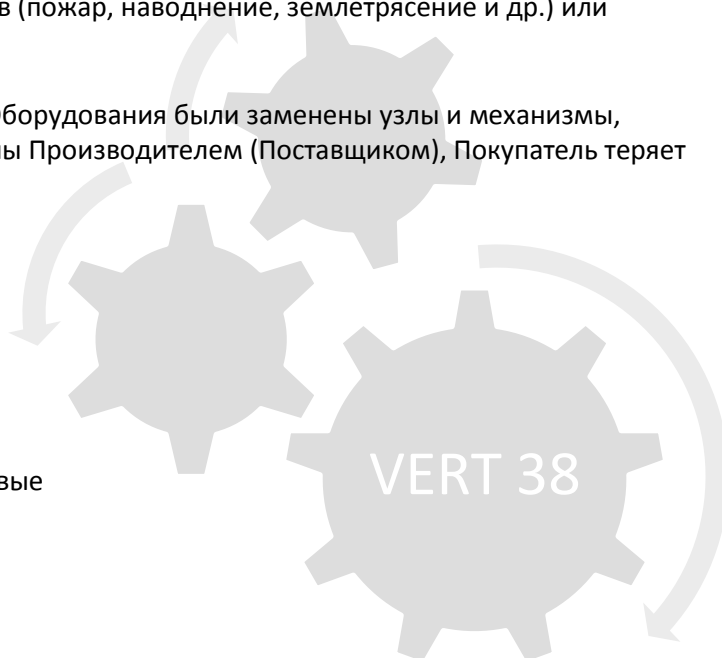 в (пожар, наводнение, землетрясение и др.) или
Оборудования были заменены узлы и механизмы,
ны Производителем (Поставщиком), Покупатель теряет
вые
VERT 38